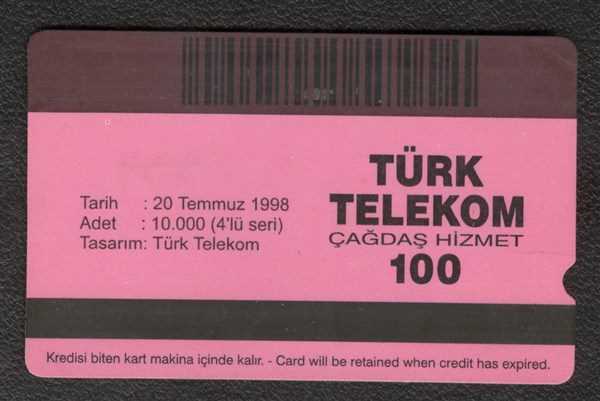 TÜRK
TELEKOM
ÇAĞDAŞ HİZMET
100
Tarih : 20 Temmuz 1998
Adet : 10.000 (4'lü seri)
Tasarım: Türk Telekom
Kredisi biten kart makina içinde kalır. - Card will be retained when credit has expired.